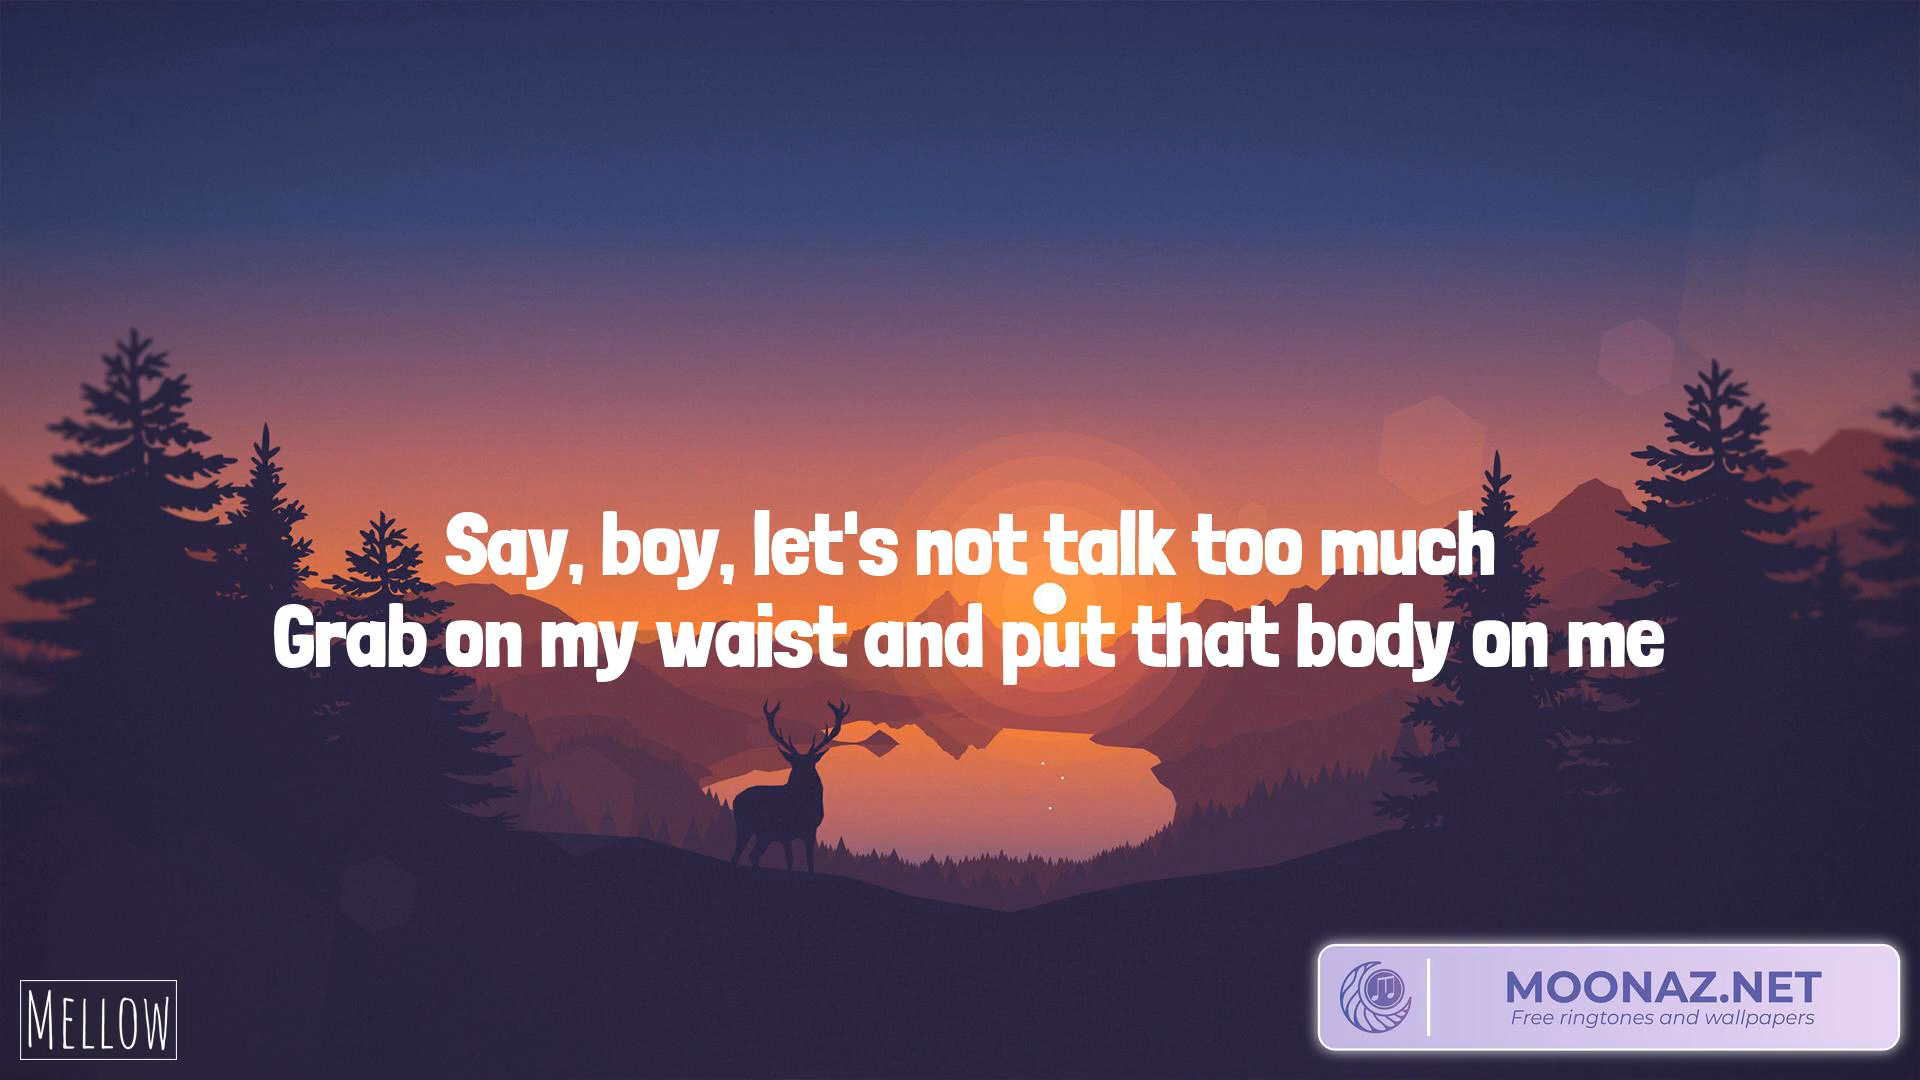 Say, boy, let's not talk too much
Grab on my waist and put that body on me
MELLOW
MOONAZ.NET
Free ringtones and wallpapers